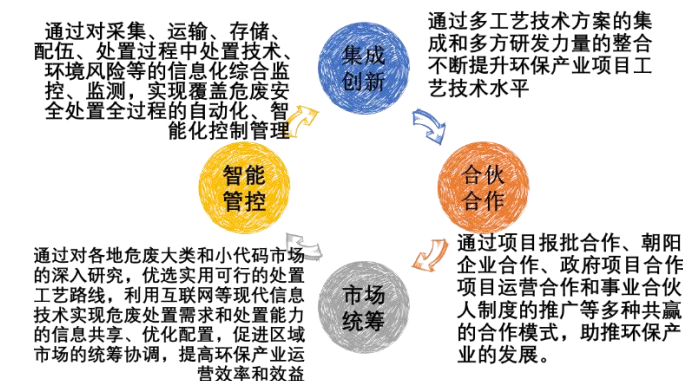 通过对采集、运输、存储、
配伍、处置过程中处置技术、
环境风险等的信息化综合监
控、监测，实现覆盖危废安
全处置全过程的自动化、智
能化控制管理
集成
创新
通过多工艺技术方案的集
成和多方研发力量的整合
不断提升环保产业项目工
艺技术水平
智能
管控
合伙
合作
通过对各地危废大类和小代码市场
的深入研究，优选实用可行的处置
工艺路线，利用互联网等现代信息
技术实现危废处置需求和处置能力
的信息共享、优化配置，促进区域
市场的统筹协调，提高环保产业运
营效率和效益
市场
统筹
通过项目报批合作、朝阳
企业合作、政府项目合作
项目运营合作和事业合伙
人制度的推广等多种共赢
的合作模式，助推环保产
业的发展。